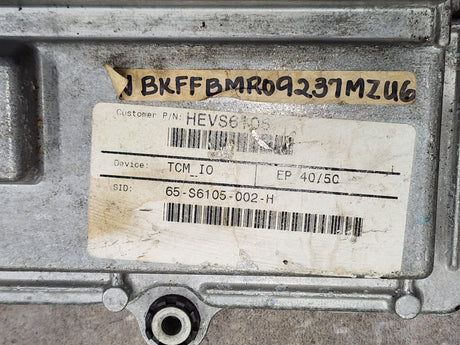 BKFFBMR09237MZU6
Customer P/N: HEVS6105
Device: TCM_IO EP 40/50
SID: 65-S6105-002-H